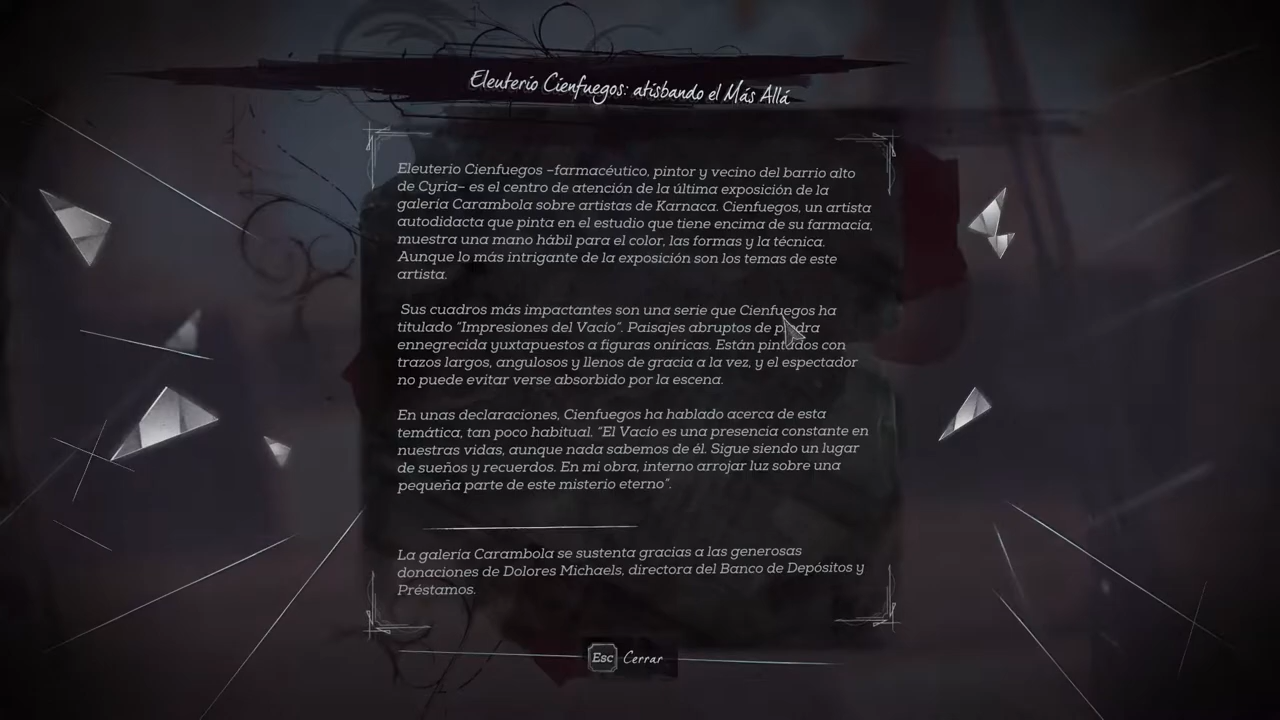 Eleuterio Cienfuegos: atisbando el Más Allá
Eleuterio Cienfuegos –farmacéutico, pintor y vecino del barrio alto
de Cyria– es el centro de atención de la última exposición de la
galería Carambola sobre artistas de Karnaca. Cienfuegos, un artista
autodidacta que pinta en el estudio que tiene encima de su farmacia,
muestra una mano hábil para el color, las formas y la técnica.
Aunque lo más intrigante de la exposición son los temas de este
artista.
Sus cuadros más impactantes son una serie que Cienfuegos ha
titulado “Impresiones del Vacío”. Paisajes abruptos de piedra
ennegrecida yuxtapuestos a figuras oníricas. Están pintados con
trazos largos, angulosos y llenos de gracia a la vez, y el espectador
no puede evitar verse absorbido por la escena.
En unas declaraciones, Cienfuegos ha hablado acerca de esta
temática, tan poco habitual. “El Vacío es una presencia constante en
nuestras vidas, aunque nada sabemos de él. Sigue siendo un lugar
de sueños y recuerdos. En mi obra, interno arrojar luz sobre una
pequeña parte de este misterio eterno”.
La galería Carambola se sustenta gracias a las generosas
donaciones de Dolores Michaels, directora del Banco de Depósitos y
Préstamos.
Esc Cerrar